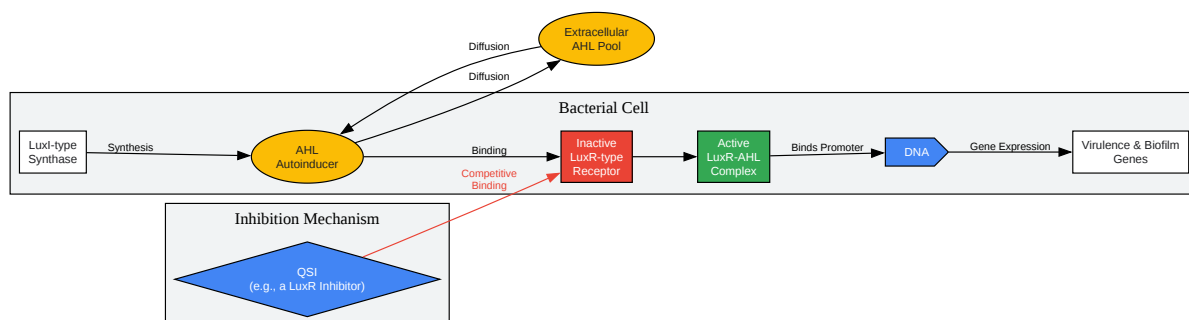 Extracellular
AHL Pool
Diffusion
Diffusion
Bacterial Cell
LuxI-type
Synthase
Synthesis
AHL
Autoinducer
Binding
Competitive
Binding
Inactive
LuxR-type
Receptor
Active
LuxR-AHL
Complex
Binds Promoter
DNA
Gene Expression
Virulence & Biofilm
Genes
Inhibition Mechanism
QSI
(e.g., a LuxR Inhibitor)